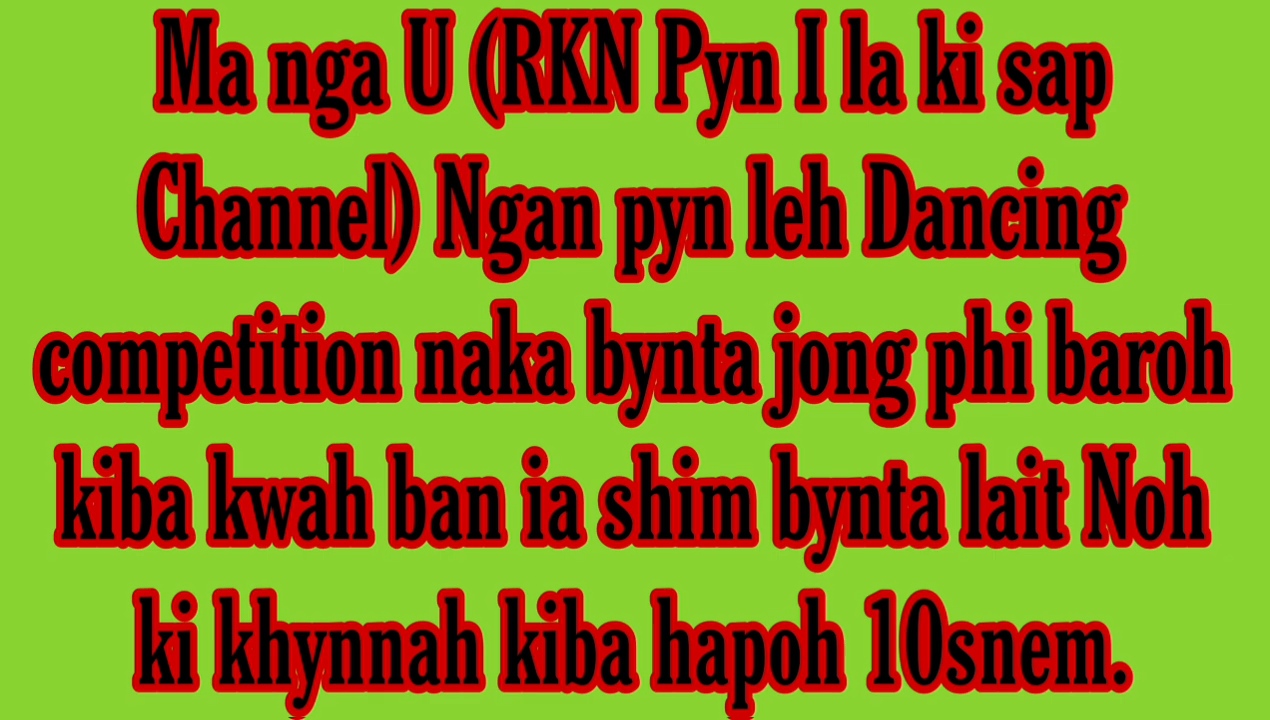 Ma nga U (RKN Pyn I la ki sap
Channel) Ngan pyn leh Dancing
competition naka bynta jong phi baroh
kiba kwah ban ia shim bynta lait Noh
ki khynnah kiba hapoh 10snem.